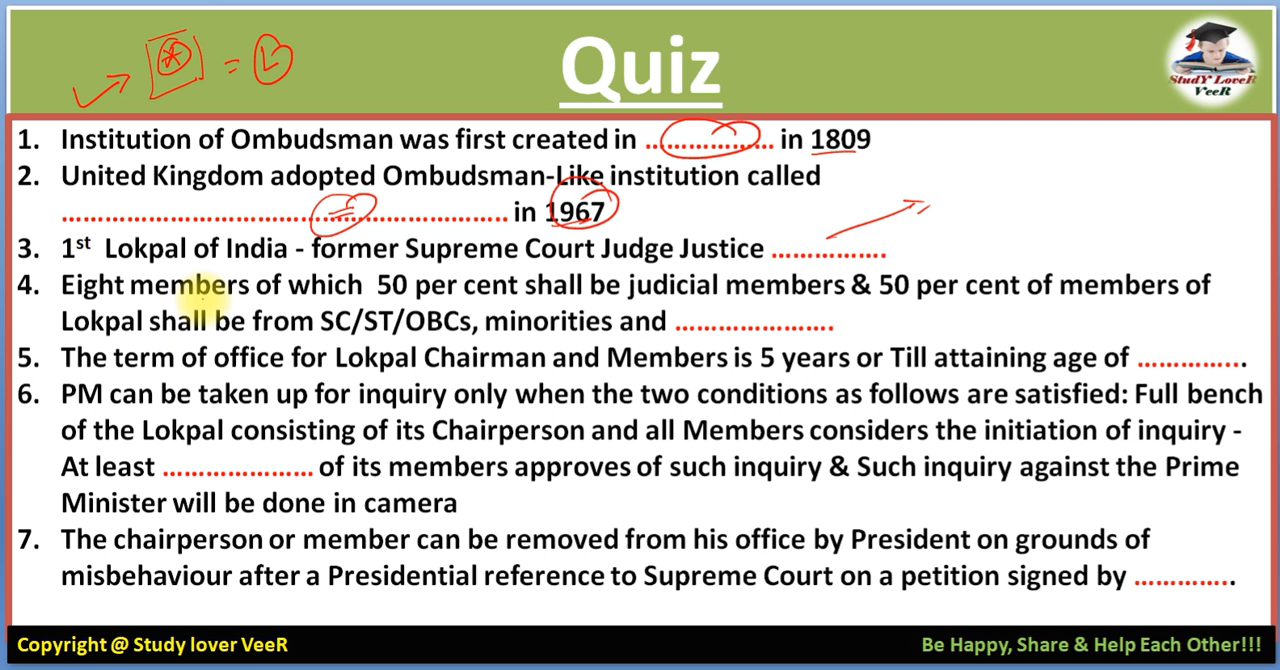 Quiz
StudY LoveR
VeeR
1. Institution of Ombudsman was first created in ……………… in 1809
2. United Kingdom adopted Ombudsman-Like institution called
………………………………………………………… in 1967
3. 1st Lokpal of India - former Supreme Court Judge Justice ……………
4. Eight members of which 50 per cent shall be judicial members & 50 per cent of members of
Lokpal shall be from SC/ST/OBCs, minorities and …………………
5. The term of office for Lokpal Chairman and Members is 5 years or Till attaining age of …………..
6. PM can be taken up for inquiry only when the two conditions as follows are satisfied: Full bench
of the Lokpal consisting of its Chairperson and all Members considers the initiation of inquiry -
At least ………………… of its members approves of such inquiry & Such inquiry against the Prime
Minister will be done in camera
7. The chairperson or member can be removed from his office by President on grounds of
misbehaviour after a Presidential reference to Supreme Court on a petition signed by …………..
Copyright @ Study lover VeeR
Be Happy, Share & Help Each Other!!!